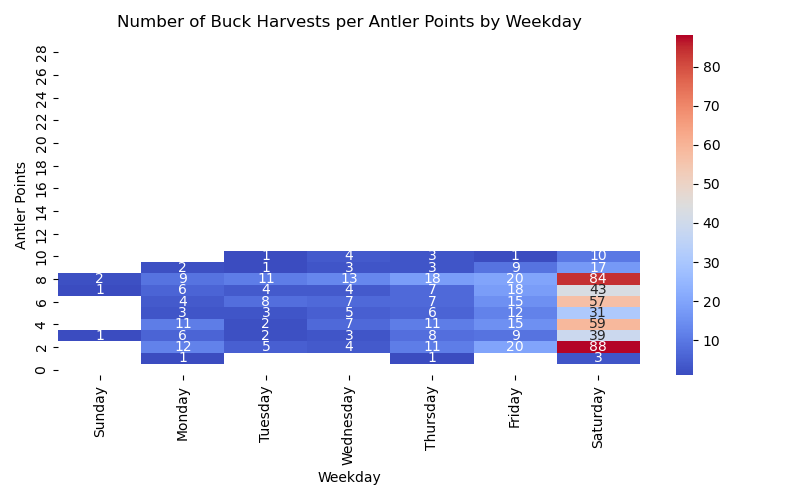 Number of Buck Harvests per Antler Points by Weekday
28
26
24
22
20
18
16
14
12
10
8
6
4
2
0
Antler Points
1 4 3 1 10
2 1 3 3 9 17
2 9 11 13 18 20 84
1 6 4 4 7 18 43
4 8 7 7 15 57
3 3 5 6 12 31
11 2 7 11 15 59
1 6 2 3 8 9 39
12 5 4 11 20 88
1 1 3
Sunday
Monday
Tuesday
Wednesday
Thursday
Friday
Saturday
Weekday
80
70
60
50
40
30
20
10